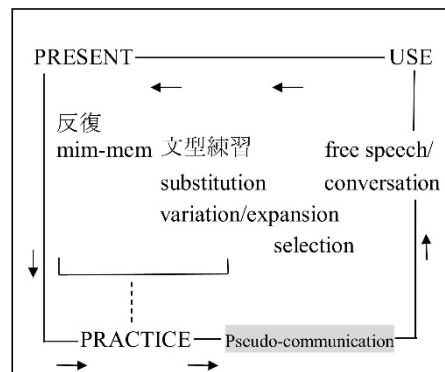 PRESENT USE
反復
mim-mem 文型練習 free speech/
substitution conversation
variation/expansion
selection
PRACTICE Pseudo-communication